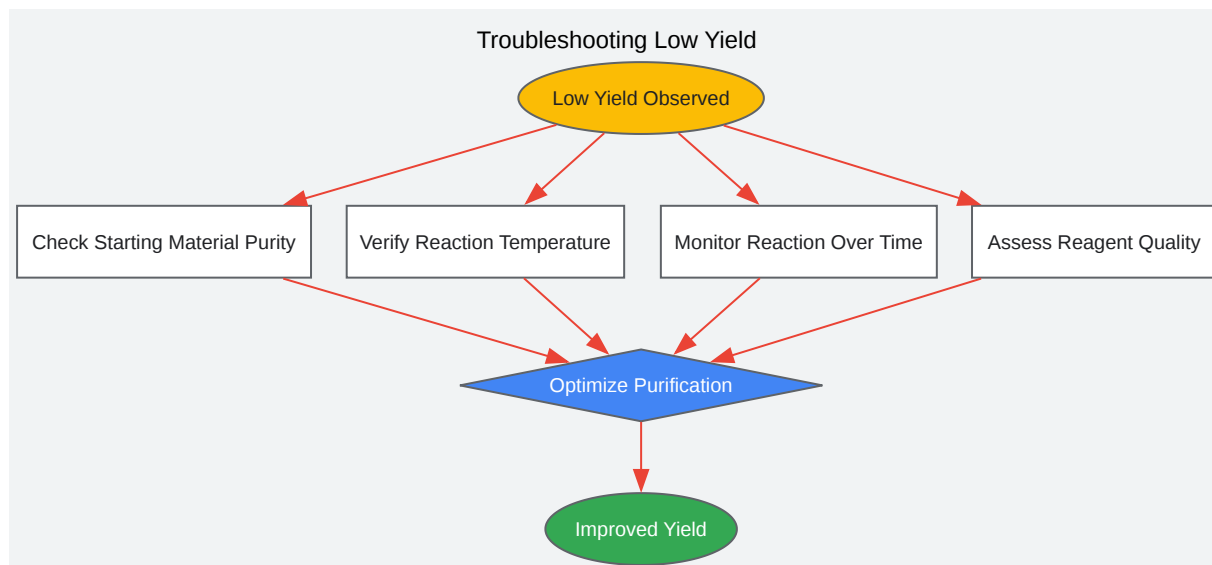 Troubleshooting Low Yield
Low Yield Observed
Check Starting Material Purity
Verify Reaction Temperature
Monitor Reaction Over Time
Assess Reagent Quality
Optimize Purification
Improved Yield